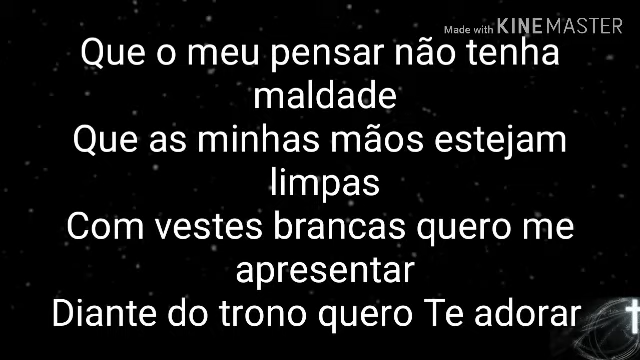 Made with KINEMASTER
Que o meu pensar não tenha
maldade
Que as minhas mãos estejam
limpas
Com vestes brancas quero me
apresentar
Diante do trono quero Te adorar